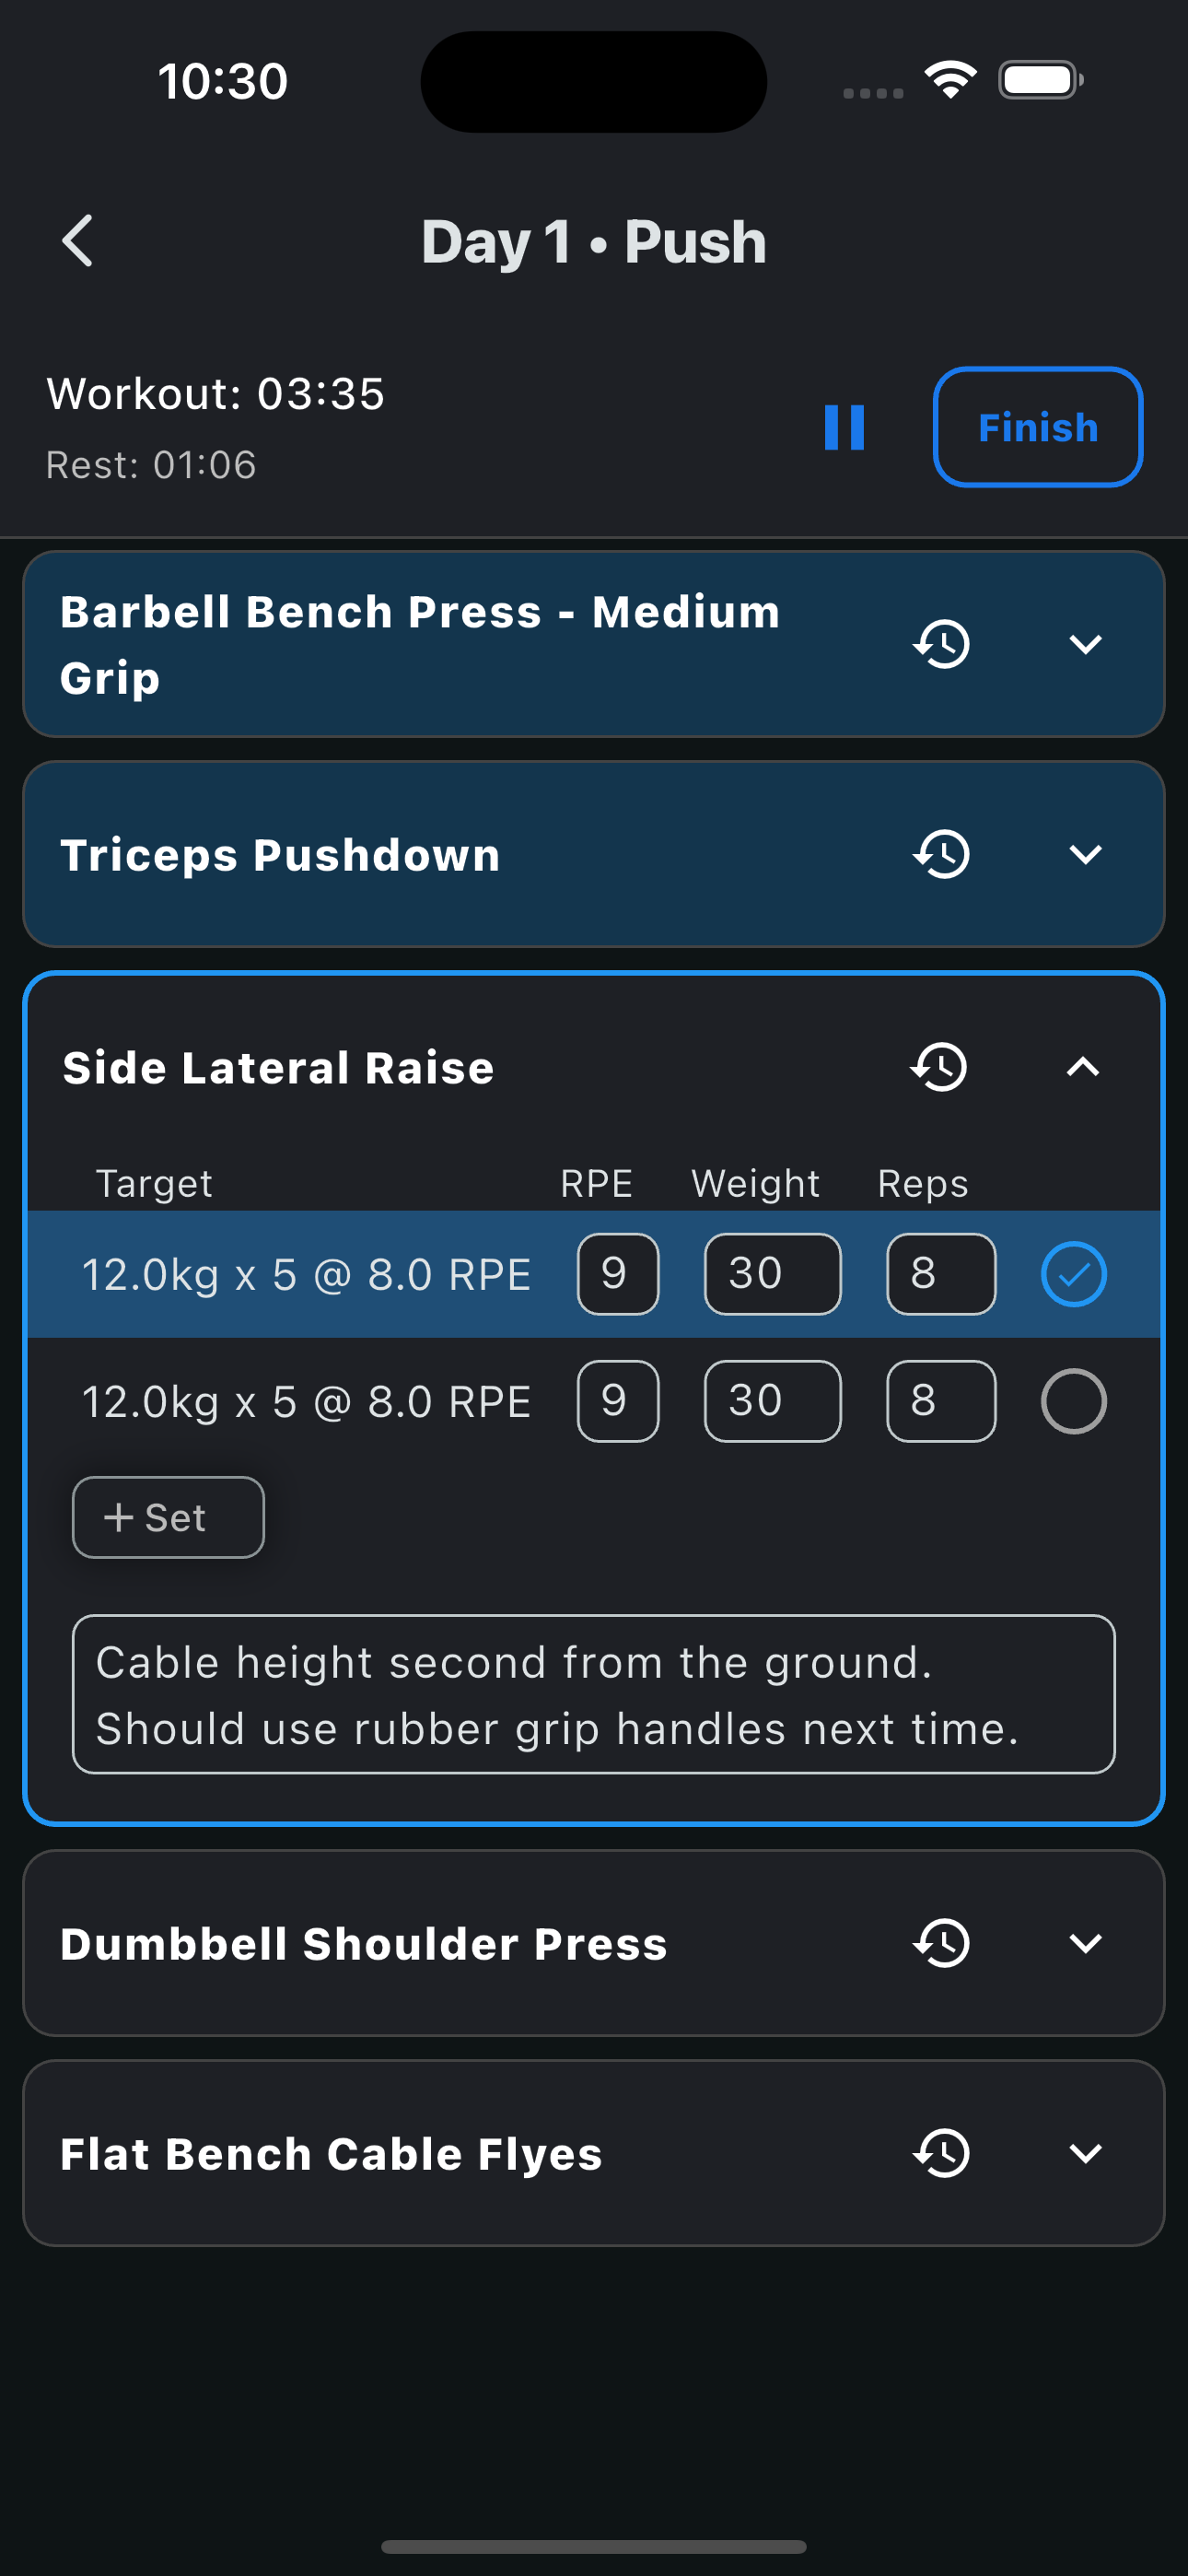 10:30
Day 1 • Push
Workout: 03:35
Rest: 01:06
Finish
Barbell Bench Press - Medium
Grip
Triceps Pushdown
Side Lateral Raise
Target RPE Weight Reps
12.0kg x 5 @ 8.0 RPE 9 30 8
12.0kg x 5 @ 8.0 RPE 9 30 8
+ Set
Cable height second from the ground.
Should use rubber grip handles next time.
Dumbbell Shoulder Press
Flat Bench Cable Flyes